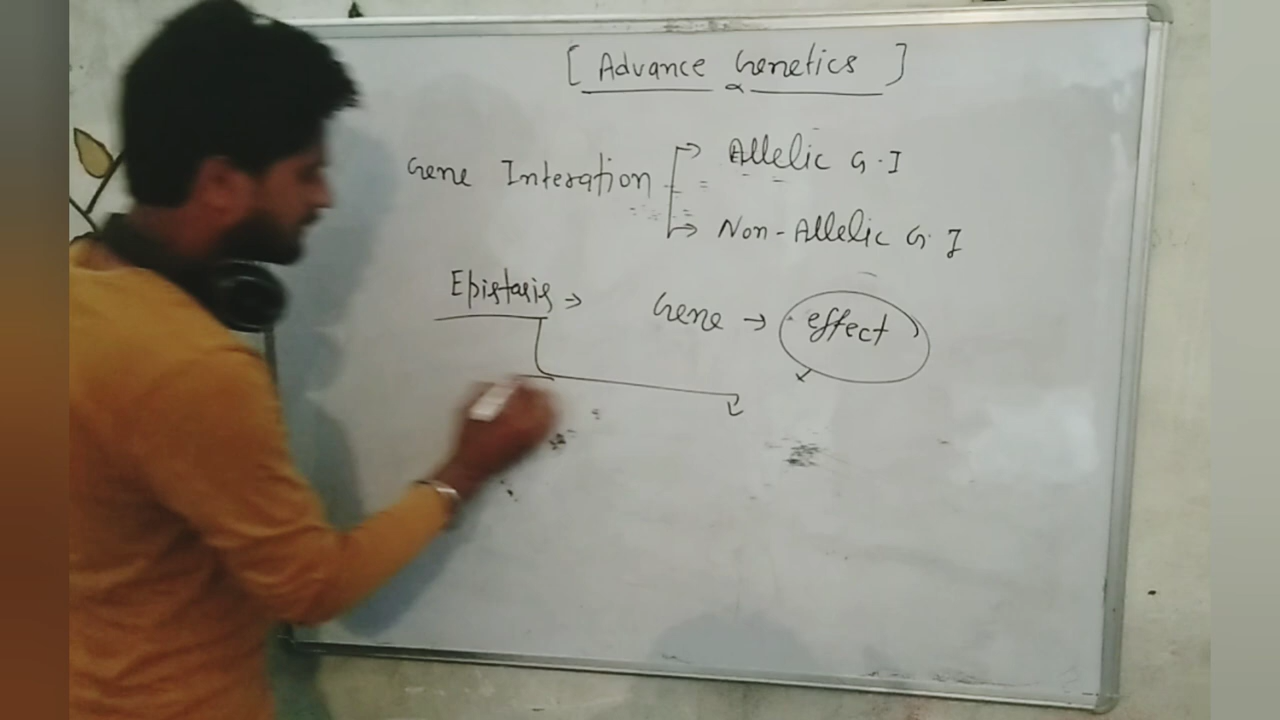 [ Advance Genetics ]
Gene Interation → Allelic G.I
→ Non-Allelic G.I
Epistasis → Gene → effect